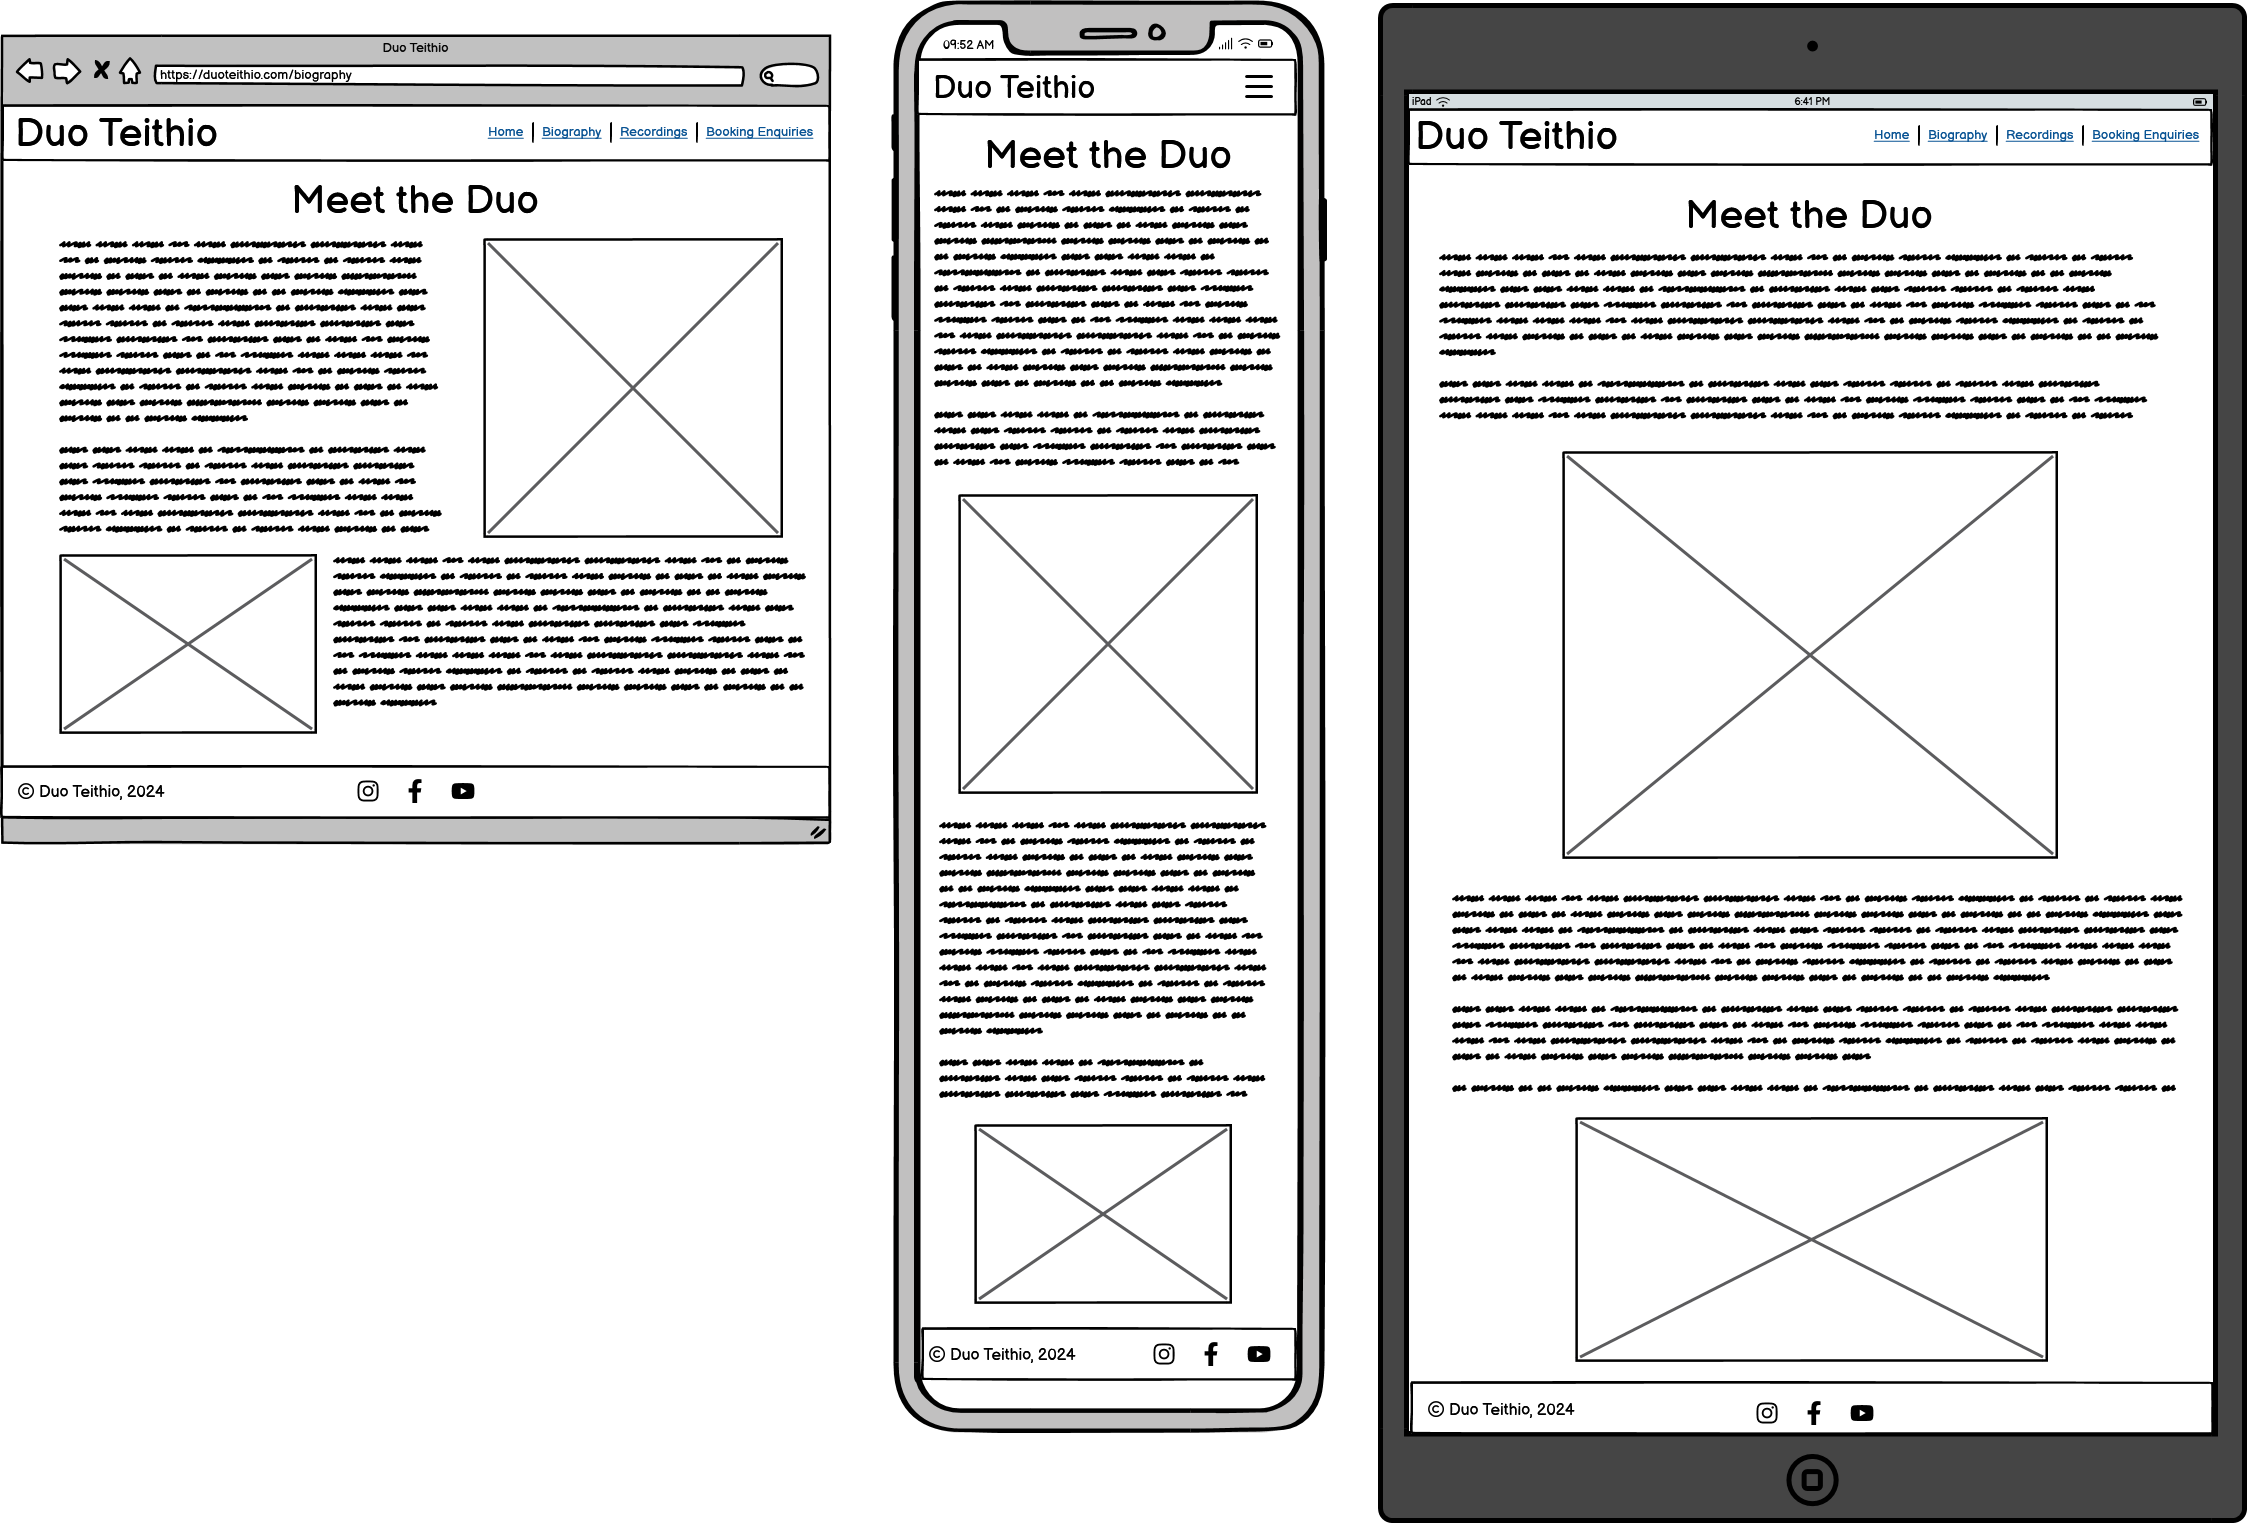 Duo Teithio
https://duoteithio.com/biography
Duo Teithio
Home | Biography | Recordings | Booking Enquiries
Meet the Duo
© Duo Teithio, 2024
09:52 AM
Duo Teithio
Meet the Duo
© Duo Teithio, 2024
iPad
6:41 PM
Duo Teithio
Home | Biography | Recordings | Booking Enquiries
Meet the Duo
© Duo Teithio, 2024